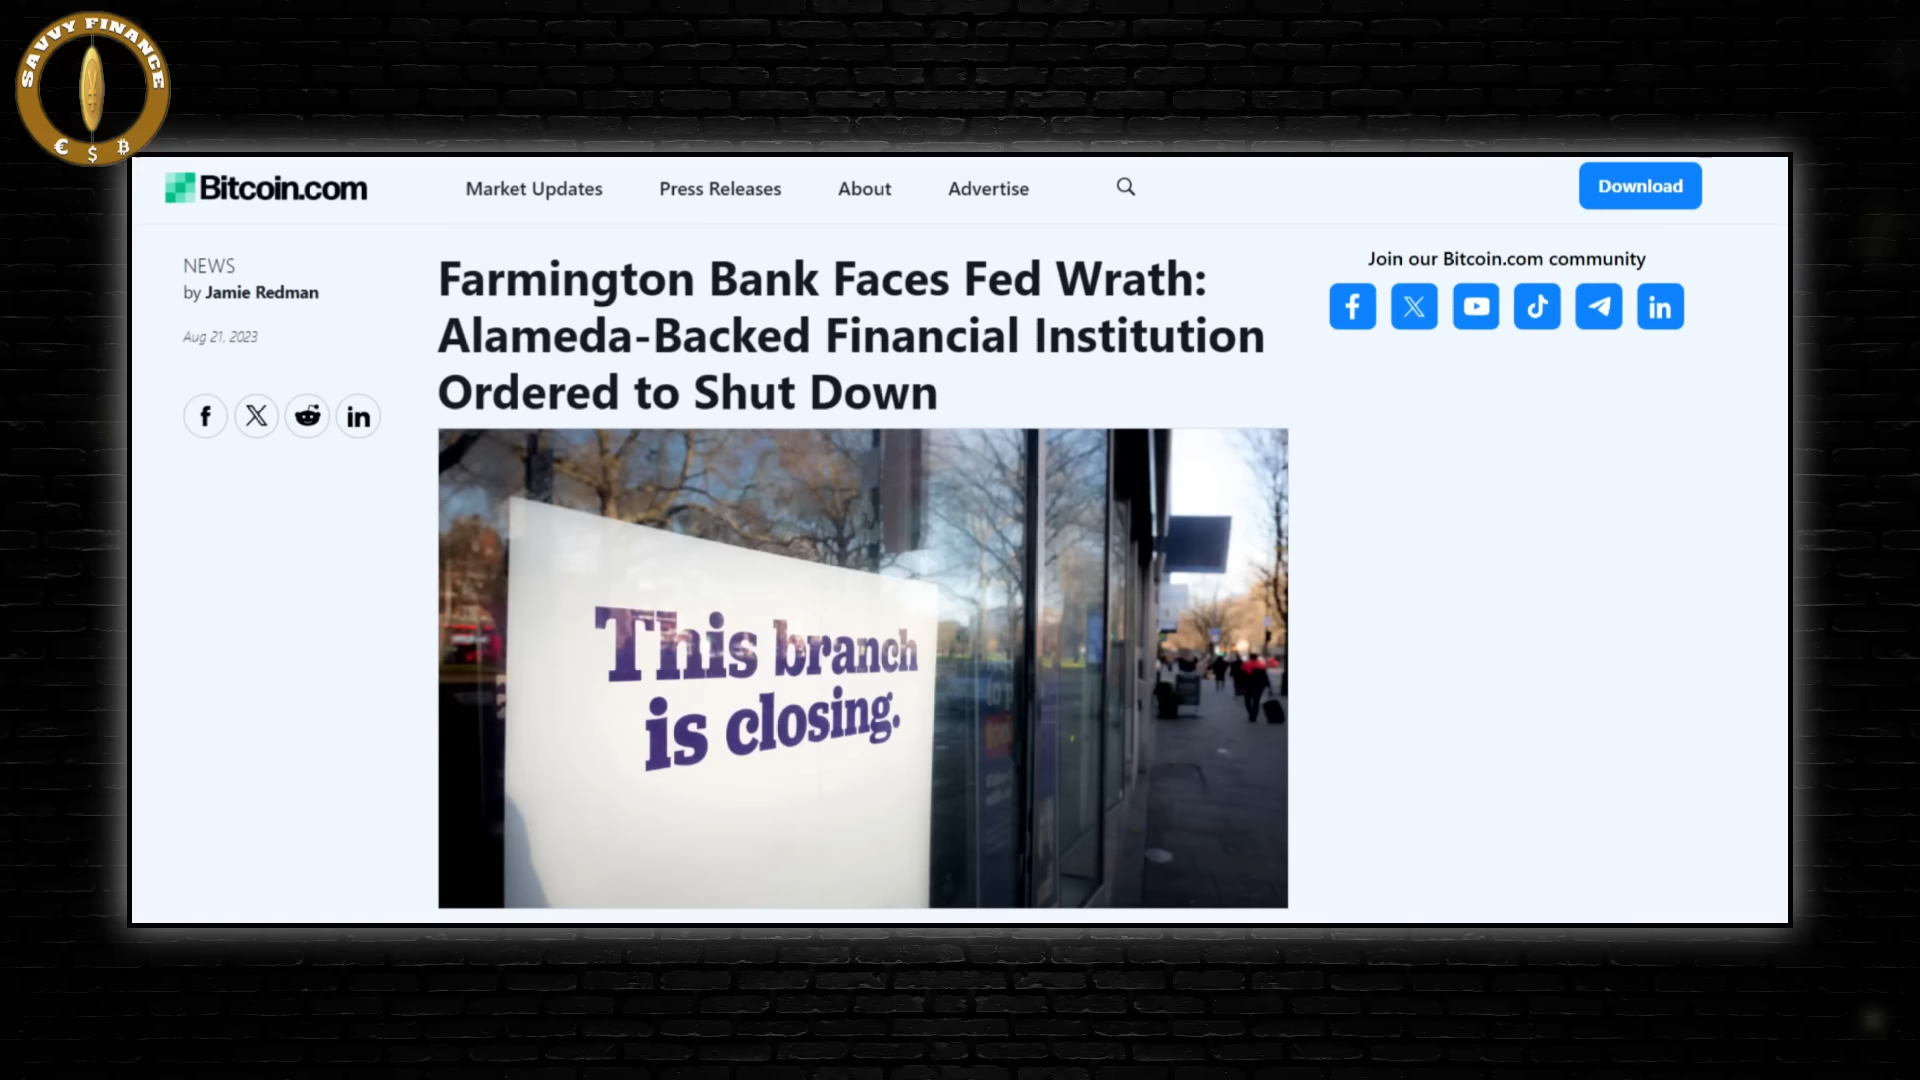 SAVVY FINANCE
€ $ ₿
Bitcoin.com
Market Updates
Press Releases
About
Advertise
Download
NEWS
by Jamie Redman
Aug 21, 2023
Farmington Bank Faces Fed Wrath:
Alameda-Backed Financial Institution
Ordered to Shut Down
Join our Bitcoin.com community
This branch
is closing.